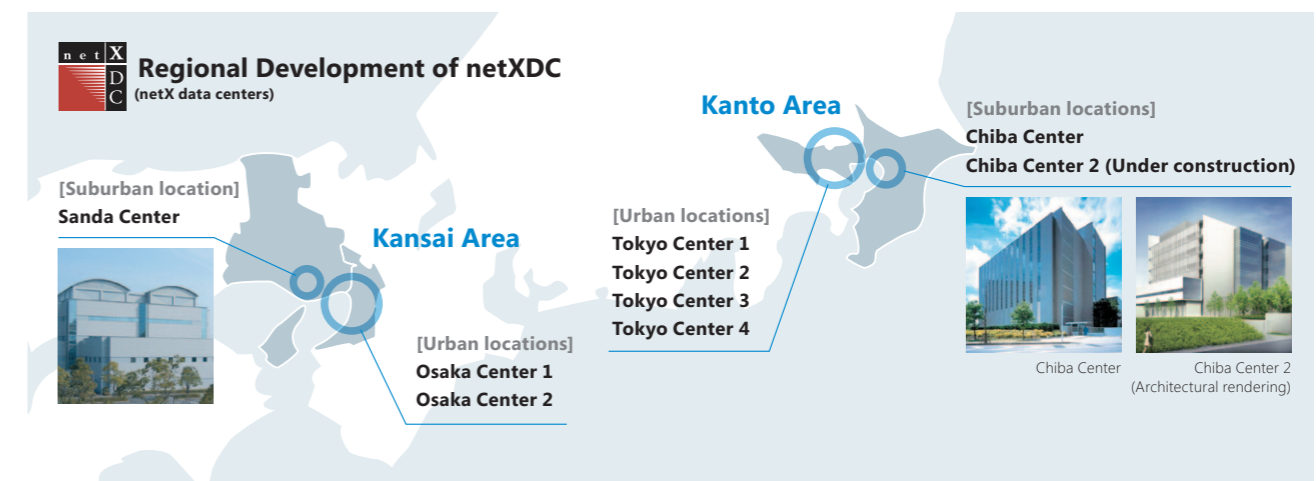 net X
D
C
Regional Development of netXDC
(netX data centers)
[Suburban location]
Sanda Center
Kansai Area
[Urban locations]
Osaka Center 1
Osaka Center 2
Kanto Area
[Urban locations]
Tokyo Center 1
Tokyo Center 2
Tokyo Center 3
Tokyo Center 4
[Suburban locations]
Chiba Center
Chiba Center 2 (Under construction)
Chiba Center
Chiba Center 2
(Architectural rendering)